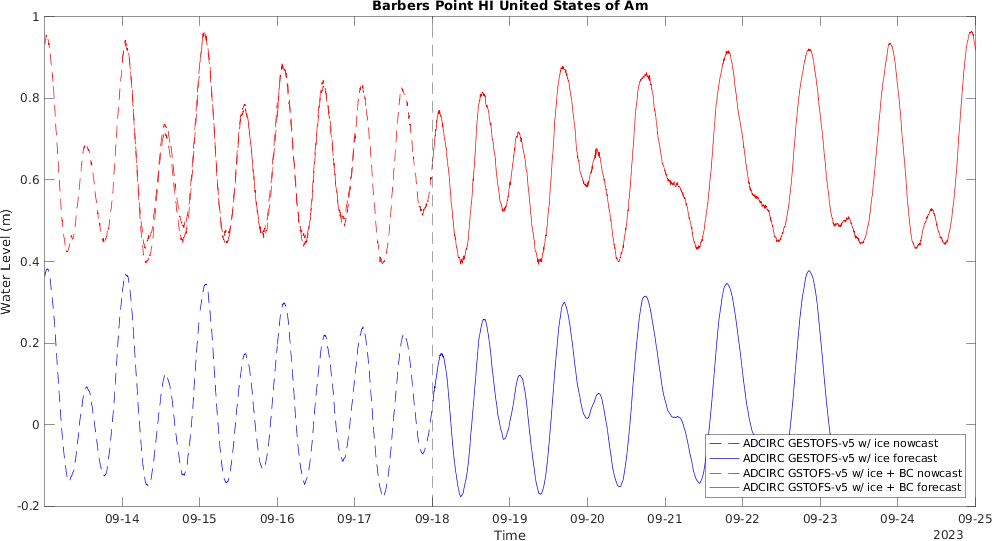 Barbers Point HI United States of Am
Water Level (m)
1
0.8
0.6
0.4
0.2
0
-0.2
ADCIRC GESTOFS-v5 w/ ice nowcast
ADCIRC GESTOFS-v5 w/ ice forecast
ADCIRC GSTOFS-v5 w/ ice + BC nowcast
ADCIRC GSTOFS-v5 w/ ice + BC forecast
09-14 09-15 09-16 09-17 09-18 09-19 09-20 09-21 09-22 09-23 09-24 09-25
Time
2023